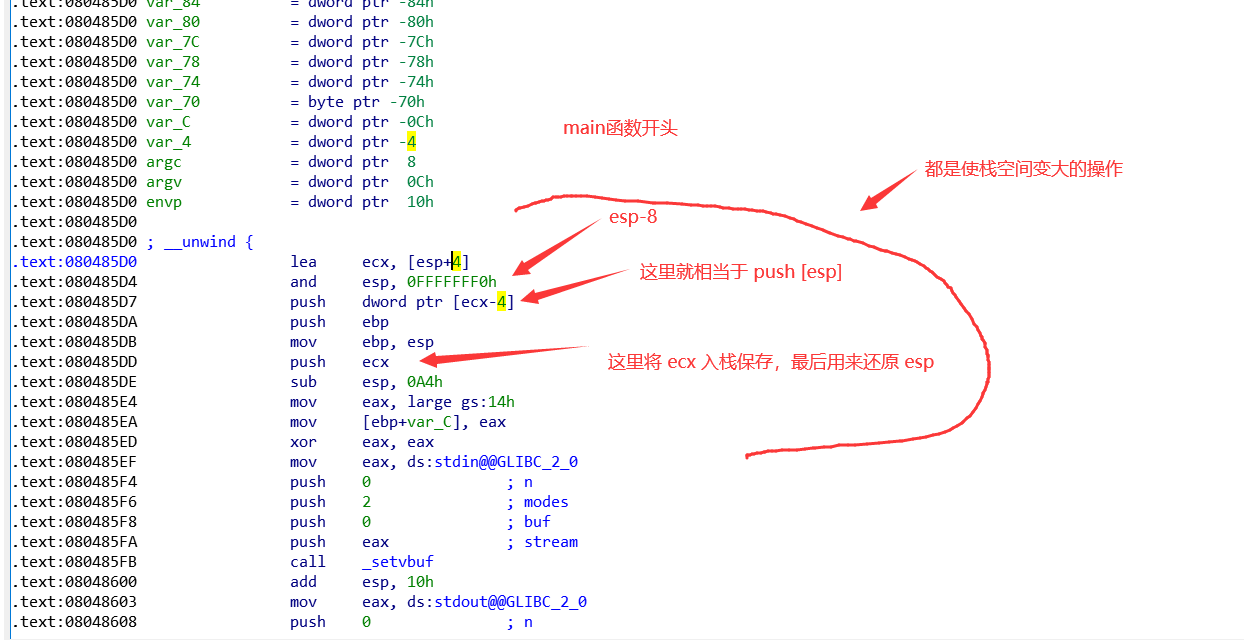 .text:080485D0 var_84 = dword ptr -84h
.text:080485D0 var_80 = dword ptr -80h
.text:080485D0 var_7C = dword ptr -7Ch
.text:080485D0 var_78 = dword ptr -78h
.text:080485D0 var_74 = dword ptr -74h
.text:080485D0 var_70 = byte ptr -70h
.text:080485D0 var_C = dword ptr -0Ch
main函数开头
.text:080485D0 var_4 = dword ptr -4
.text:080485D0 argc = dword ptr 8
都是使栈空间变大的操作
.text:080485D0 argv = dword ptr 0Ch
.text:080485D0 envp = dword ptr 10h
esp-8
.text:080485D0
.text:080485D0 ; __unwind {
.text:080485D0 lea ecx, [esp+4]
这里就相当于 push [esp]
.text:080485D4 and esp, 0FFFFFFF0h
.text:080485D7 push dword ptr [ecx-4]
.text:080485DA push ebp
.text:080485DB mov ebp, esp
.text:080485DD push ecx
这里将 ecx 入栈保存，最后用来还原 esp
.text:080485DE sub esp, 0A4h
.text:080485E4 mov eax, large gs:14h
.text:080485EA mov [ebp+var_C], eax
.text:080485ED xor eax, eax
.text:080485EF mov eax, ds:stdin@@GLIBC_2_0
.text:080485F4 push 0 ; n
.text:080485F6 push 2 ; modes
.text:080485F8 push 0 ; buf
.text:080485FA push eax ; stream
.text:080485FB call _setvbuf
.text:08048600 add esp, 10h
.text:08048603 mov eax, ds:stdout@@GLIBC_2_0
.text:08048608 push 0 ; n